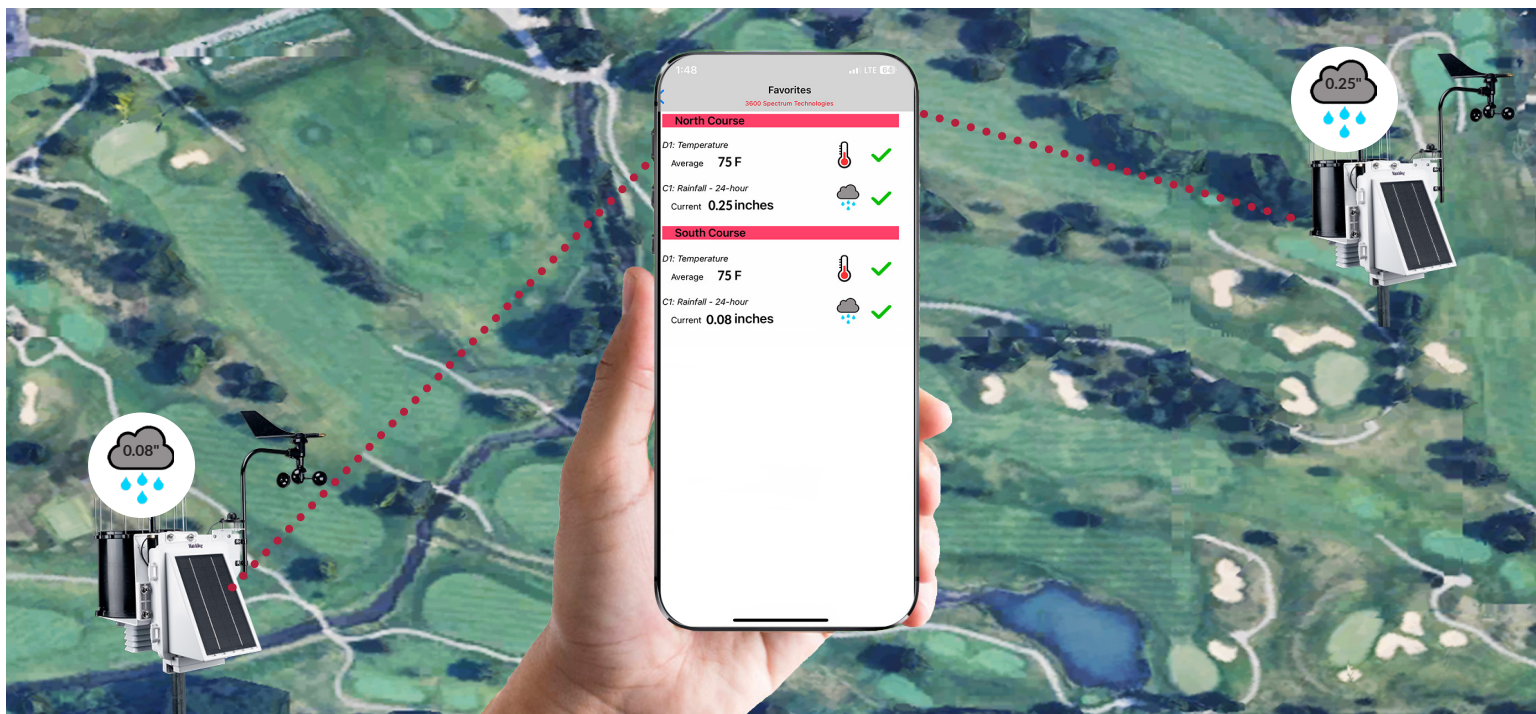 1:48
LTE 64
Favorites
3600 Spectrum Technologies
North Course
D1: Temperature
Average 75 F
C1: Rainfall - 24-hour
Current 0.25 inches
South Course
D1: Temperature
Average 75 F
C1: Rainfall - 24-hour
Current 0.08 inches
0.25"
0.08"